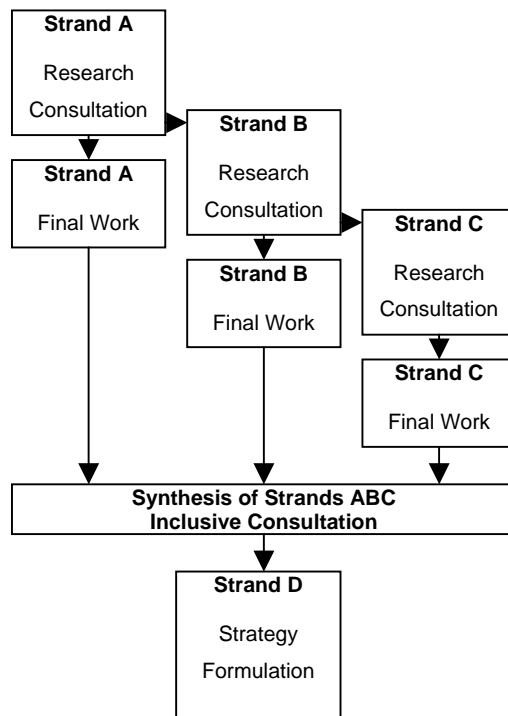 Strand A
Research
Consultation
Strand A
Final Work
Strand B
Research
Consultation
Strand B
Final Work
Strand C
Research
Consultation
Strand C
Final Work
Synthesis of Strands ABC
Inclusive Consultation
Strand D
Strategy
Formulation